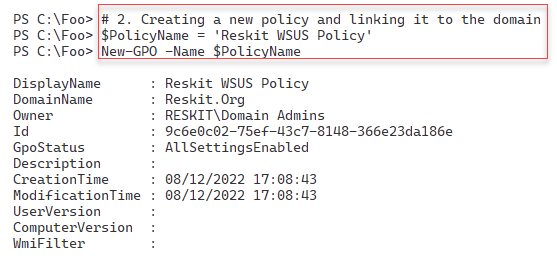 PS C:\Foo> # 2. Creating a new policy and linking it to the domain
PS C:\Foo> $PolicyName = 'Reskit WSUS Policy'
PS C:\Foo> New-GPO -Name $PolicyName
DisplayName      : Reskit WSUS Policy
DomainName       : Reskit.Org
Owner            : RESKIT\Domain Admins
Id               : 9c6e0c02-75ef-43c7-8148-366e23da186e
GpoStatus        : AllSettingsEnabled
Description      :
CreationTime     : 08/12/2022 17:08:43
ModificationTime : 08/12/2022 17:08:43
UserVersion      :
ComputerVersion  :
WmiFilter        :